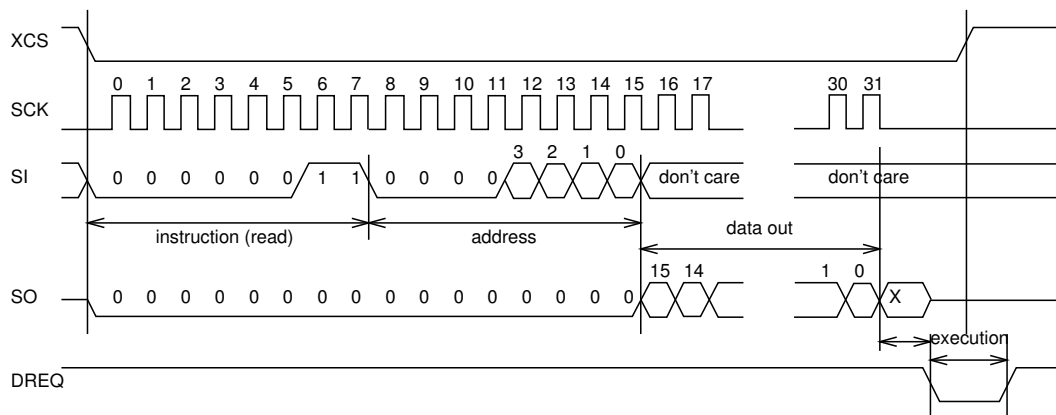 XCS
0 1 2 3 4 5 6 7 8 9 10 11 12 13 14 15 16 17 30 31
SCK
3 2 1 0
SI 0 0 0 0 0 0 1 1 0 0 0 0 don't care don't care
instruction (read) address data out
15 14 1 0
SO 0 0 0 0 0 0 0 0 0 0 0 0 0 0 0 0 X
execution
DREQ